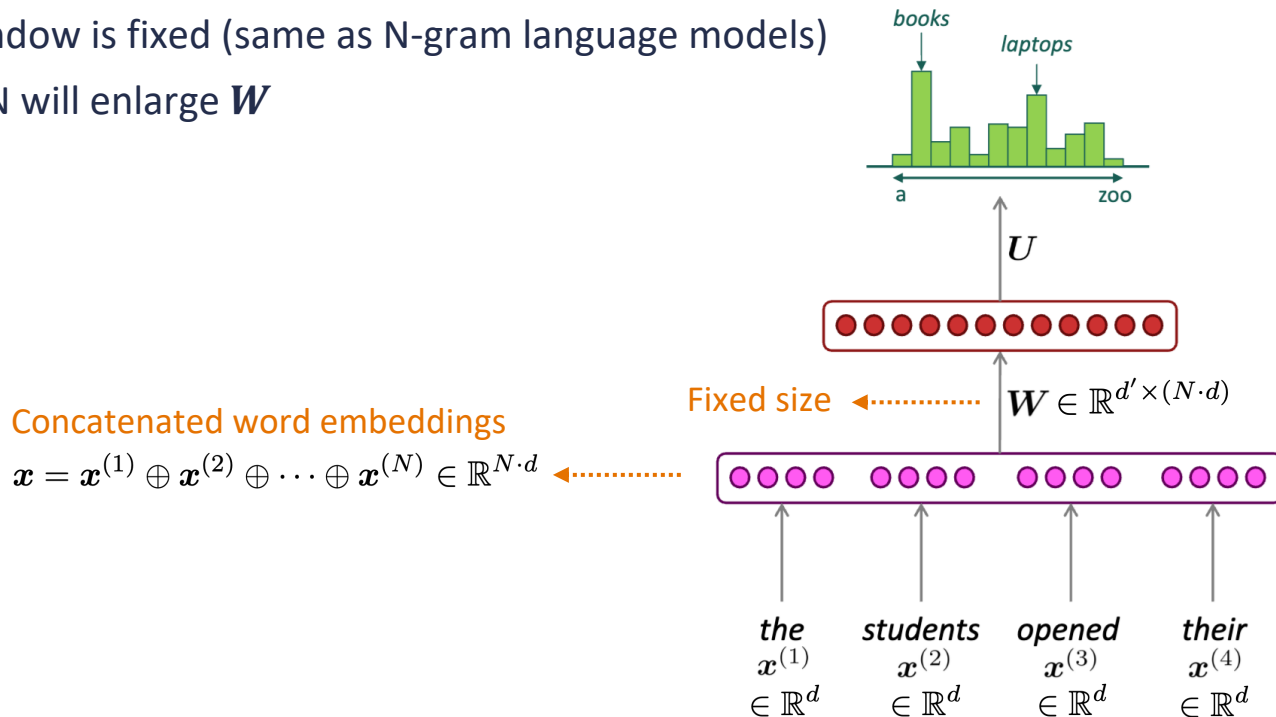 ndow is fixed (same as N-gram language models)
N will enlarge W
books
laptops
a
zoo
U
Fixed size
W ∈ ℝ^{d′×(N·d)}
Concatenated word embeddings
x = x^{(1)} ⊕ x^{(2)} ⊕ ⋯ ⊕ x^{(N)} ∈ ℝ^{N·d}
the students opened their
x^{(1)} x^{(2)} x^{(3)} x^{(4)}
∈ ℝ^d ∈ ℝ^d ∈ ℝ^d ∈ ℝ^d